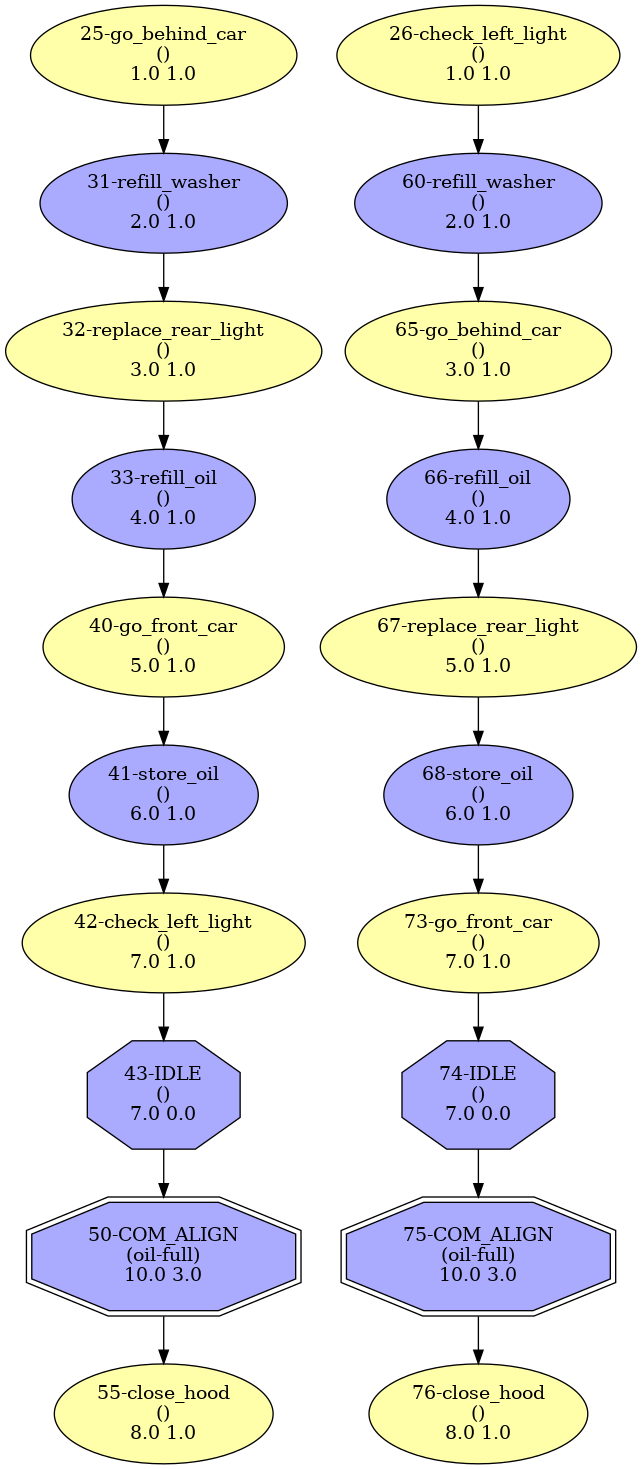 25-go_behind_car
()
1.0 1.0
26-check_left_light
()
1.0 1.0
31-refill_washer
()
2.0 1.0
60-refill_washer
()
2.0 1.0
32-replace_rear_light
()
3.0 1.0
65-go_behind_car
()
3.0 1.0
33-refill_oil
()
4.0 1.0
66-refill_oil
()
4.0 1.0
40-go_front_car
()
5.0 1.0
67-replace_rear_light
()
5.0 1.0
41-store_oil
()
6.0 1.0
68-store_oil
()
6.0 1.0
42-check_left_light
()
7.0 1.0
73-go_front_car
()
7.0 1.0
43-IDLE
()
7.0 0.0
74-IDLE
()
7.0 0.0
50-COM_ALIGN
(oil-full)
10.0 3.0
75-COM_ALIGN
(oil-full)
10.0 3.0
55-close_hood
()
8.0 1.0
76-close_hood
()
8.0 1.0